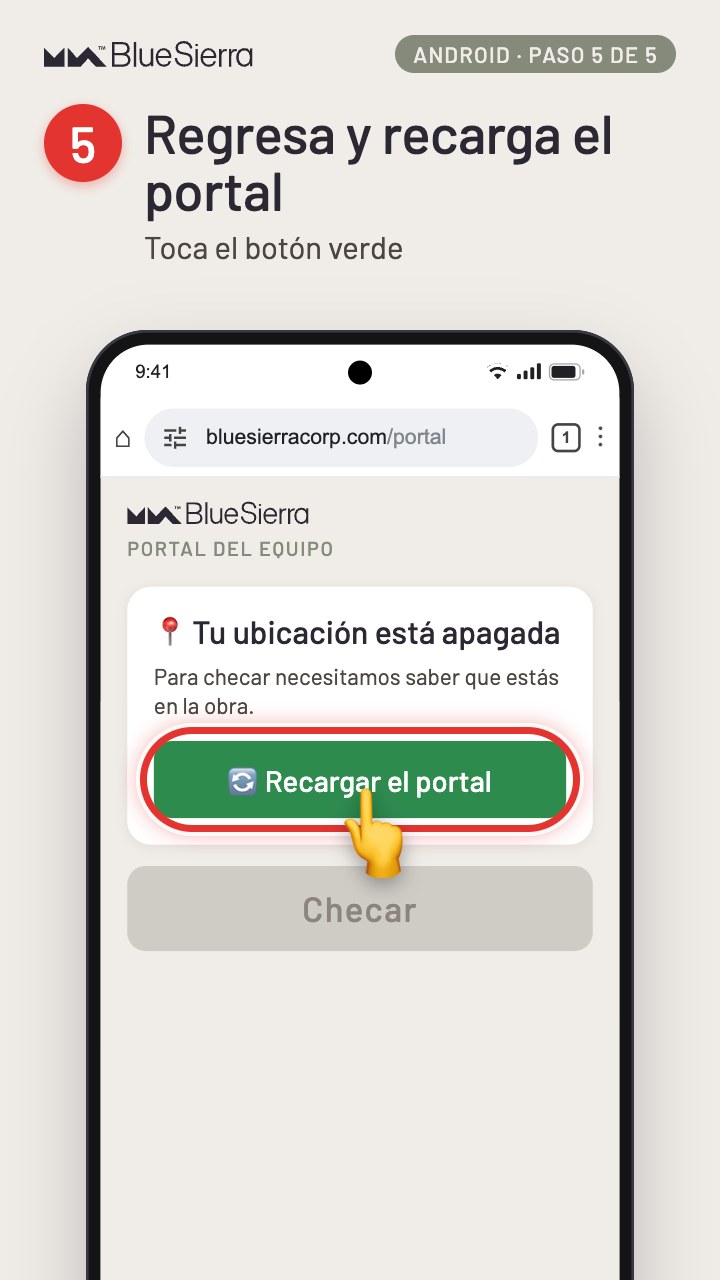 BlueSierra™
ANDROID · PASO 5 DE 5
5
Regresa y recarga el
portal
Toca el botón verde
9:41
bluesierracorp.com/portal
1
BlueSierra™
PORTAL DEL EQUIPO
Tu ubicación está apagada
Para checar necesitamos saber que estás
en la obra.
Recargar el portal
Checar